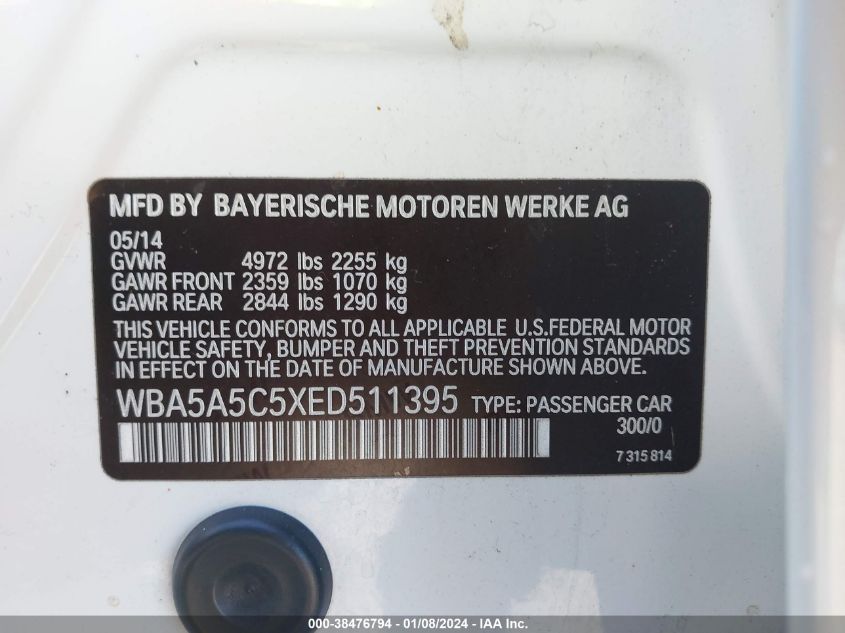 MFD BY BAYERISCHE MOTOREN WERKE AG
05/14
GVWR 4972 lbs 2255 kg
GAWR FRONT 2359 lbs 1070 kg
GAWR REAR 2844 lbs 1290 kg
THIS VEHICLE CONFORMS TO ALL APPLICABLE U.S.FEDERAL MOTOR
VEHICLE SAFETY, BUMPER AND THEFT PREVENTION STANDARDS
IN EFFECT ON THE DATE OF MANUFACTURE SHOWN ABOVE.
WBA5A5C5XED511395 TYPE: PASSENGER CAR
300/0
7 315 814
000-38476794 - 01/08/2024 - IAA Inc.